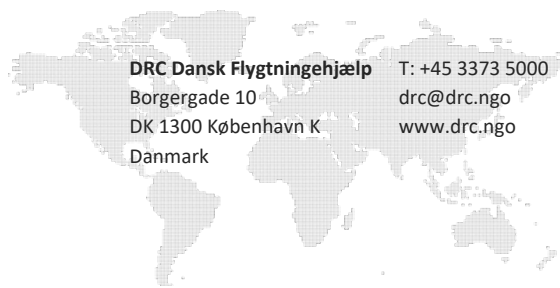 DRC Dansk Flygtningehjælp
Borgergade 10
DK 1300 København K
Danmark
T: +45 3373 5000
drc@drc.ngo
www.drc.ngo